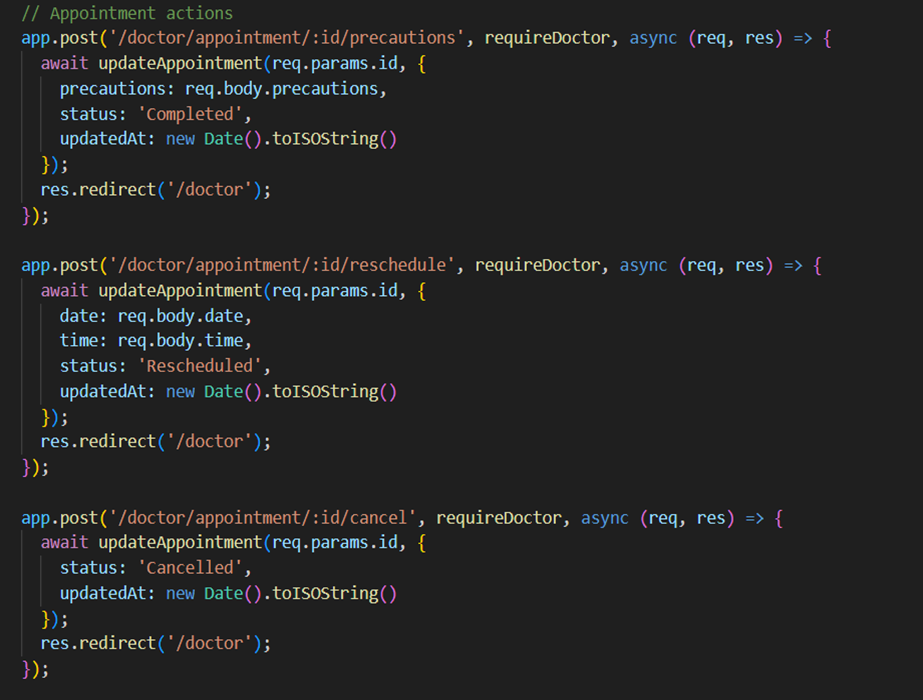 // Appointment actions
app.post('/doctor/appointment/:id/precautions', requireDoctor, async (req, res) => {
  await updateAppointment(req.params.id, {
    precautions: req.body.precautions,
    status: 'Completed',
    updatedAt: new Date().toISOString()
  });
  res.redirect('/doctor');
});

app.post('/doctor/appointment/:id/reschedule', requireDoctor, async (req, res) => {
  await updateAppointment(req.params.id, {
    date: req.body.date,
    time: req.body.time,
    status: 'Rescheduled',
    updatedAt: new Date().toISOString()
  });
  res.redirect('/doctor');
});

app.post('/doctor/appointment/:id/cancel', requireDoctor, async (req, res) => {
  await updateAppointment(req.params.id, {
    status: 'Cancelled',
    updatedAt: new Date().toISOString()
  });
  res.redirect('/doctor');
});